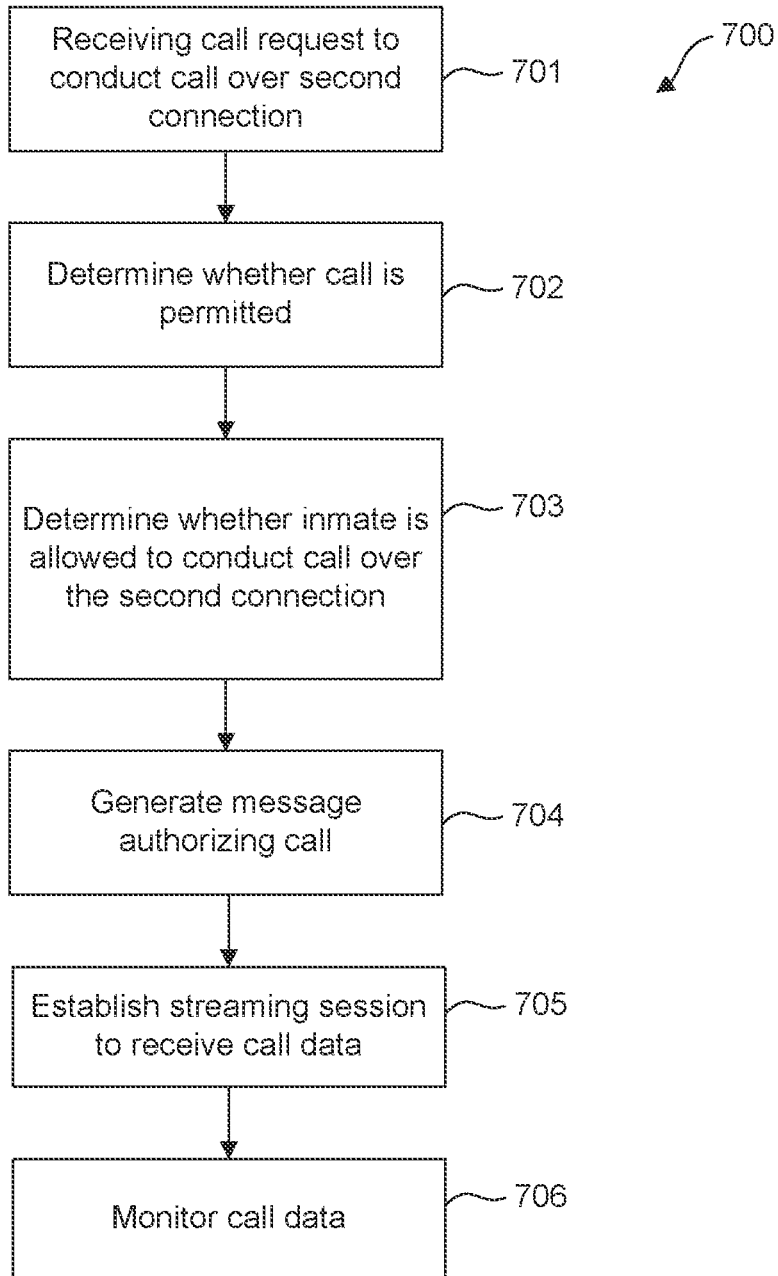 Receiving call request to
conduct call over second
connection
701
700
Determine whether call is
permitted
702
Determine whether inmate is
allowed to conduct call over
the second connection
703
Generate message
authorizing call
704
Establish streaming session
to receive call data
705
Monitor call data
706